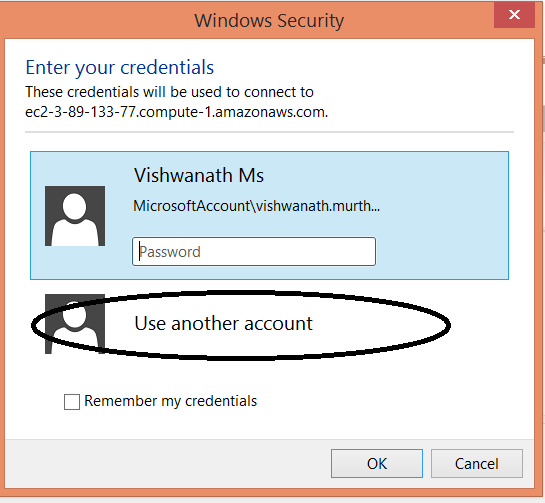 Windows Security
Enter your credentials
These credentials will be used to connect to
ec2-3-89-133-77.compute-1.amazonaws.com.
Vishwanath Ms
MicrosoftAccount\vishwanath.murth...
Password
Use another account
Remember my credentials
OK
Cancel